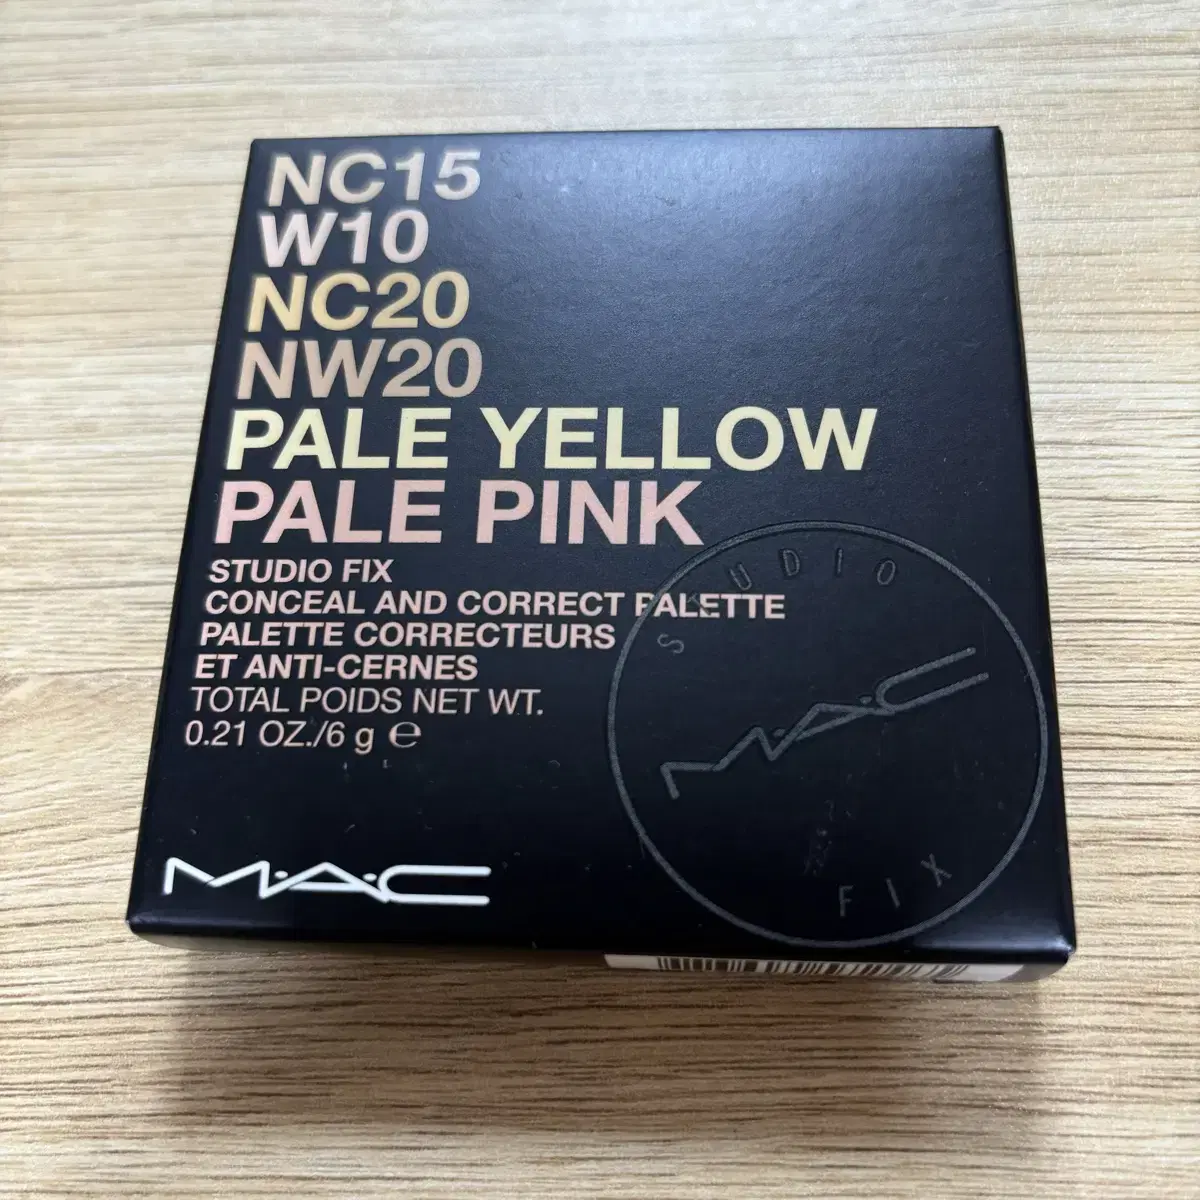 NC15
W10
NC20
NW20
PALE YELLOW
PALE PINK
STUDIO FIX
CONCEAL AND CORRECT PALETTE
PALETTE CORRECTEURS
ET ANTI-CERNES
TOTAL POIDS NET WT.
0.21 OZ./6 g ℮
STUDIO
M·A·C
FIX
M·A·C